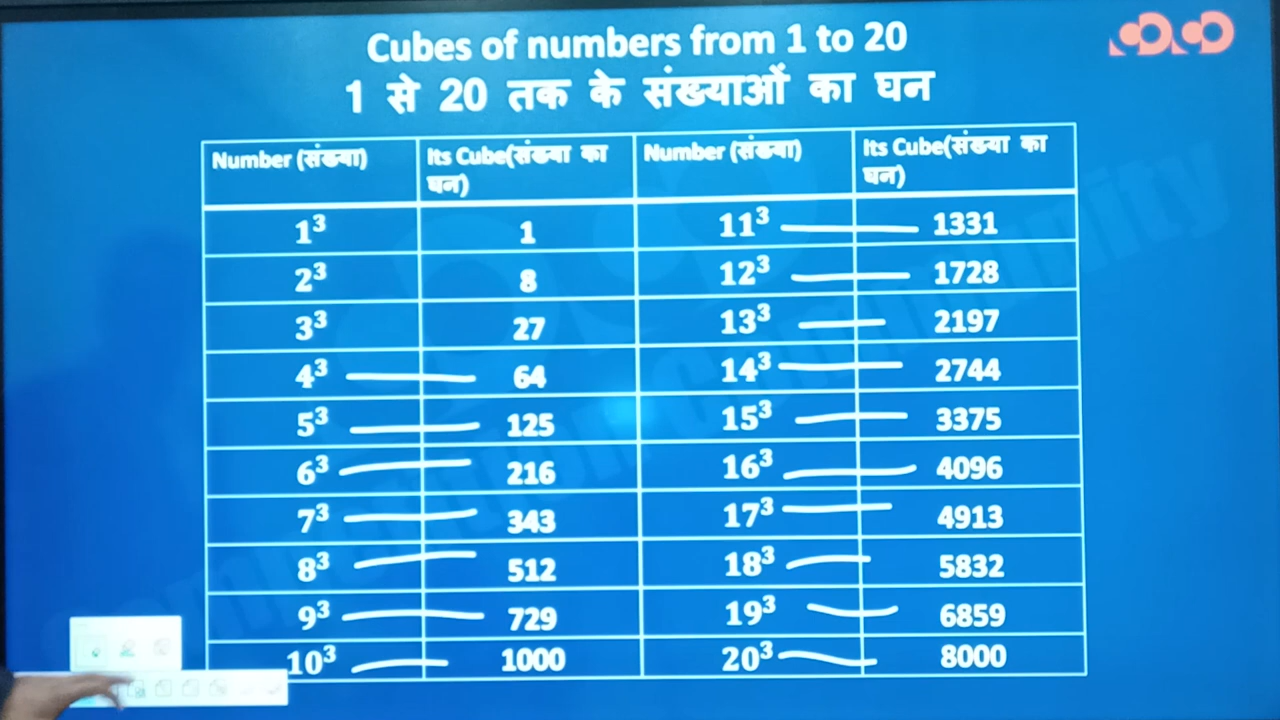 Cubes of numbers from 1 to 20
1 से 20 तक के संख्याओं का घन
Number (संख्या) Its Cube(संख्या का घन) Number (संख्या) Its Cube(संख्या का घन)
1³ 1 11³ 1331
2³ 8 12³ 1728
3³ 27 13³ 2197
4³ 64 14³ 2744
5³ 125 15³ 3375
6³ 216 16³ 4096
7³ 343 17³ 4913
8³ 512 18³ 5832
9³ 729 19³ 6859
10³ 1000 20³ 8000